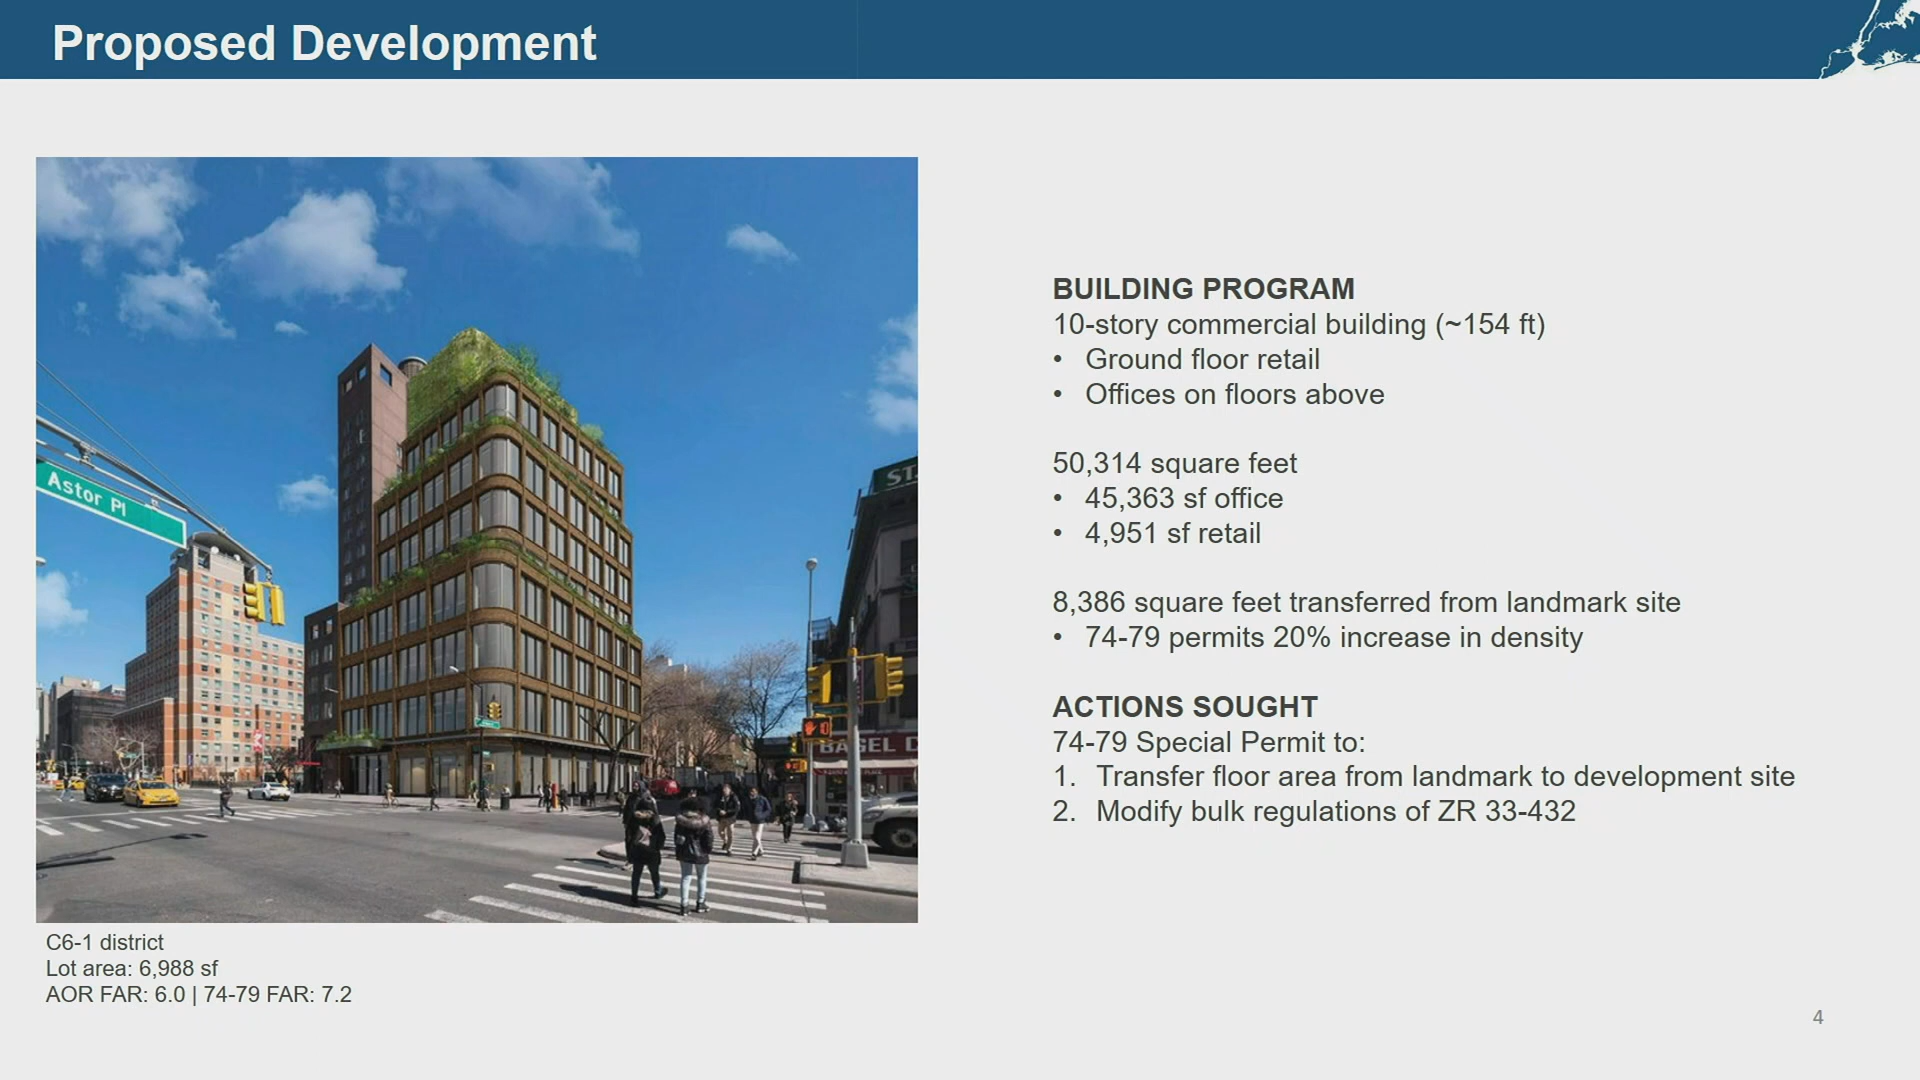 Proposed Development
Astor Pl
ST
BAGEL
BUILDING PROGRAM
10-story commercial building (~154 ft)
• Ground floor retail
• Offices on floors above
50,314 square feet
• 45,363 sf office
• 4,951 sf retail
8,386 square feet transferred from landmark site
• 74-79 permits 20% increase in density
ACTIONS SOUGHT
74-79 Special Permit to:
1. Transfer floor area from landmark to development site
2. Modify bulk regulations of ZR 33-432
C6-1 district
Lot area: 6,988 sf
AOR FAR: 6.0 | 74-79 FAR: 7.2
4